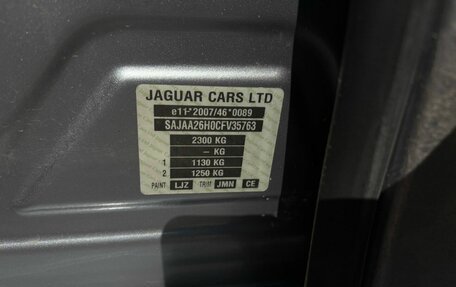 JAGUAR CARS LTD
e11*2007/46*0089
SAJAA26H0CFV35763
2300 KG
– KG
1 1130 KG
2 1250 KG
PAINT LJZ TRIM JMN CE